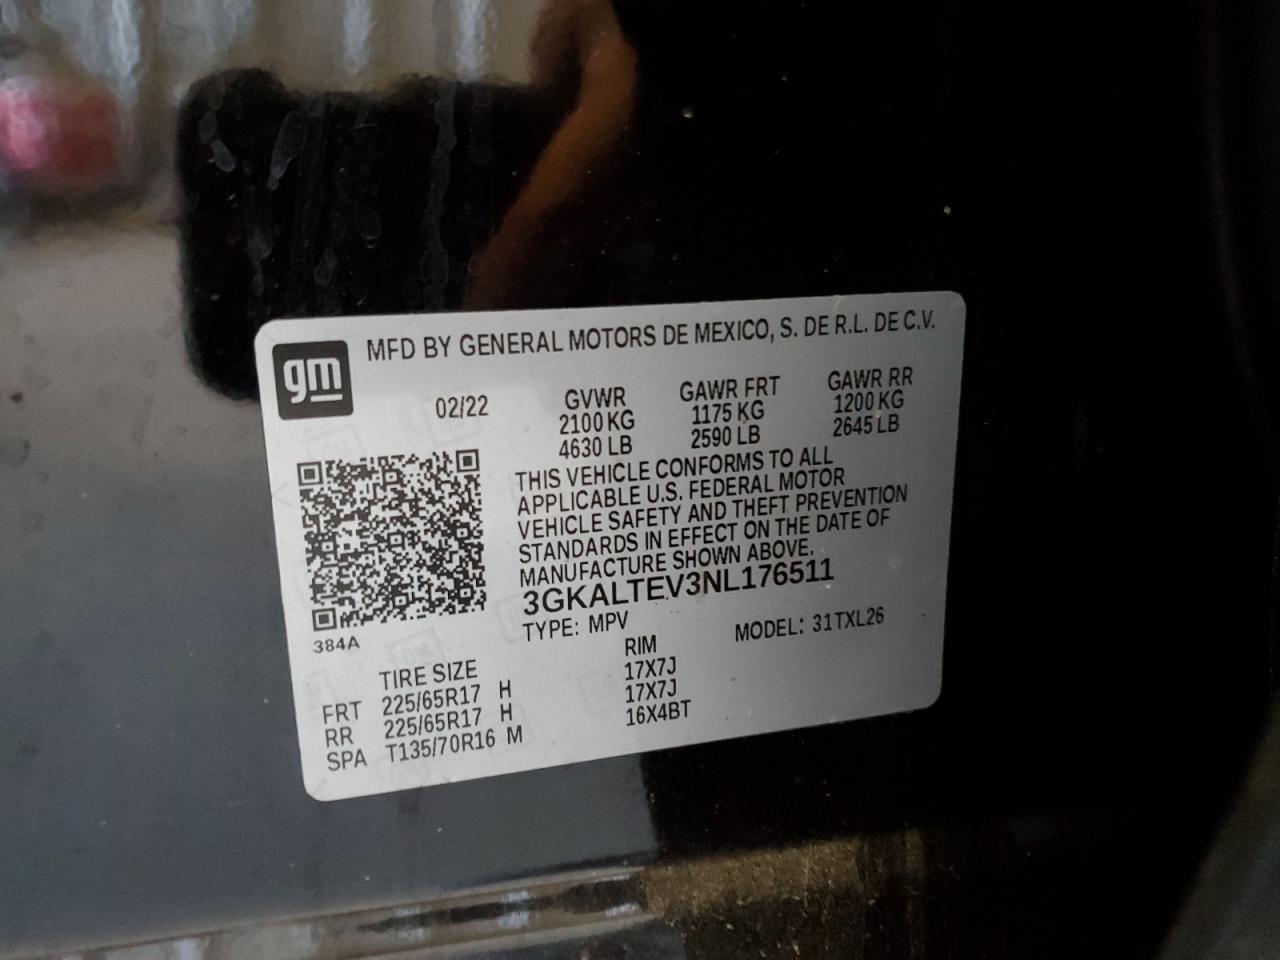 gm
MFD BY GENERAL MOTORS DE MEXICO, S. DE R.L. DE C.V.
02/22 GVWR GAWR FRT GAWR RR
2100 KG 1175 KG 1200 KG
4630 LB 2590 LB 2645 LB
THIS VEHICLE CONFORMS TO ALL
APPLICABLE U.S. FEDERAL MOTOR
VEHICLE SAFETY AND THEFT PREVENTION
STANDARDS IN EFFECT ON THE DATE OF
MANUFACTURE SHOWN ABOVE.
3GKALTEV3NL176511
TYPE: MPV MODEL: 31TXL26
384A
TIRE SIZE RIM
FRT 225/65R17 H 17X7J
RR 225/65R17 H 17X7J
SPA T135/70R16 M 16X4BT